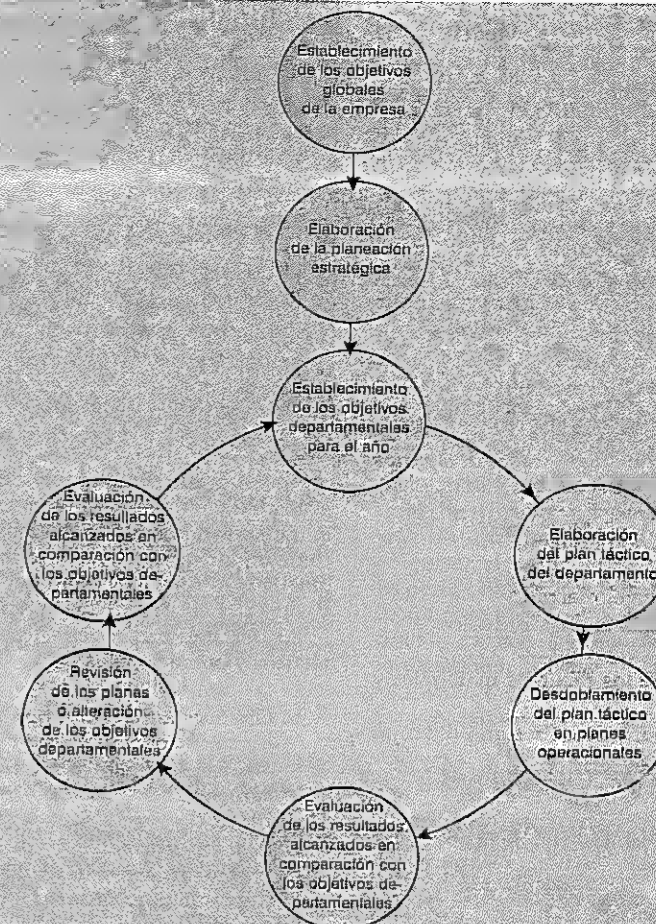 Establecimiento
de los objetivos
globales
de la empresa
Elaboración
de la planeación
estratégica
Establecimiento
de los objetivos
departamentales
para el año
Elaboración
del plan táctico
del departamento
Desdoblamiento
del plan táctico
en planes
operacionales
Evaluación
de los resultados
alcanzados en
comparación con
los objetivos de-
partamentales
Revisión
de los planes
o alteración
de los objetivos
departamentales
Evaluación
de los resultados
alcanzados en
comparación con
los objetivos de-
partamentales